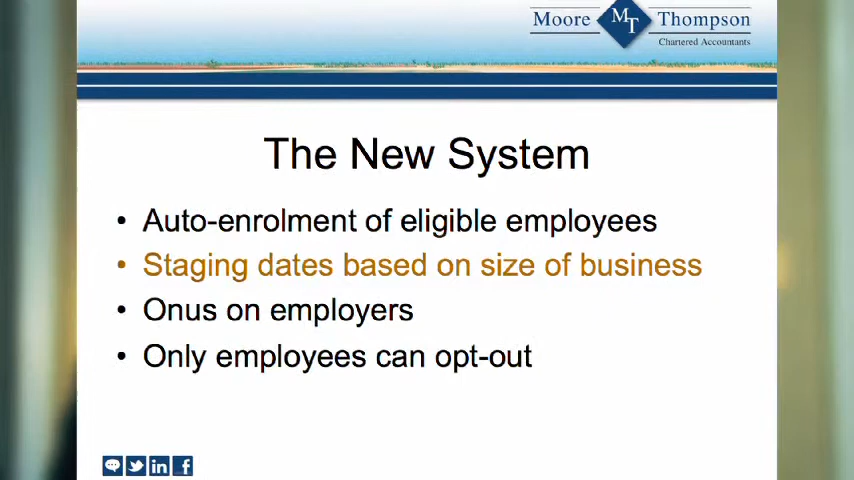 Moore MT Thompson
Chartered Accountants
The New System
• Auto-enrolment of eligible employees
• Staging dates based on size of business
• Onus on employers
• Only employees can opt-out